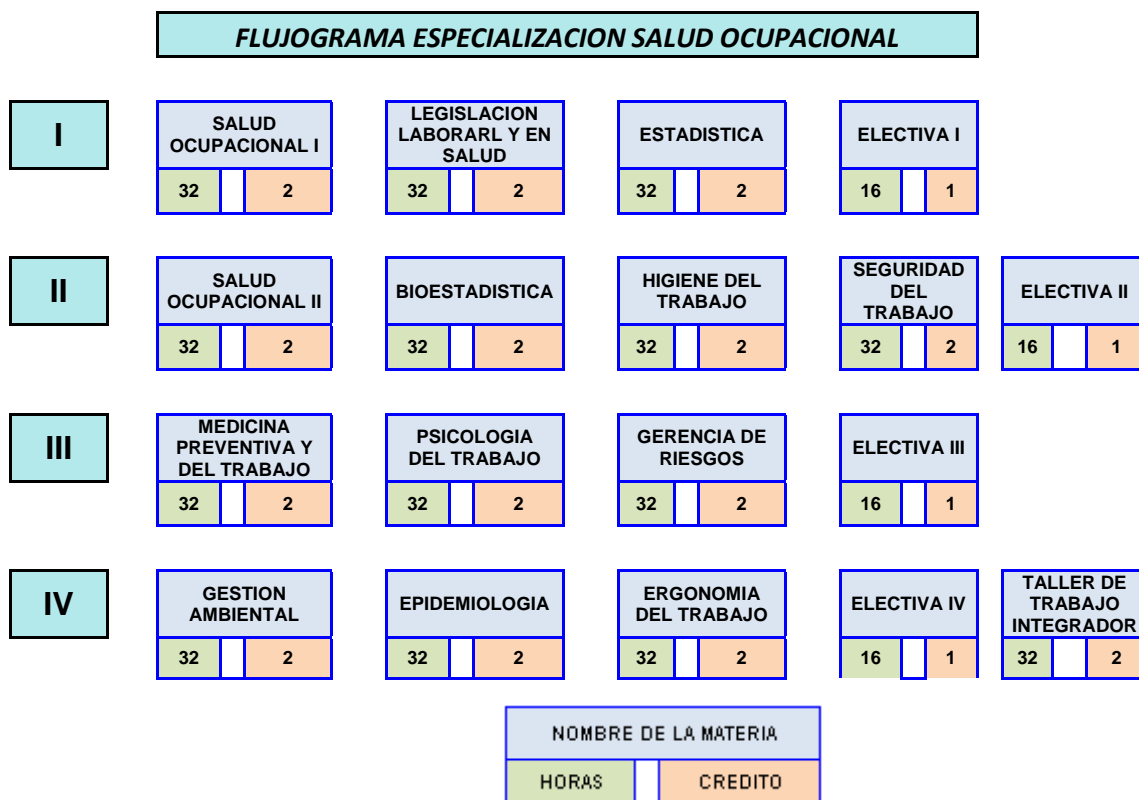 FLUJOGRAMA ESPECIALIZACION SALUD OCUPACIONAL
I
SALUD
OCUPACIONAL I
32 2
LEGISLACION
LABORARL Y EN
SALUD
32 2
ESTADISTICA
32 2
ELECTIVA I
16 1
II
SALUD
OCUPACIONAL II
32 2
BIOESTADISTICA
32 2
HIGIENE DEL
TRABAJO
32 2
SEGURIDAD
DEL
TRABAJO
32 2
ELECTIVA II
16 1
III
MEDICINA
PREVENTIVA Y
DEL TRABAJO
32 2
PSICOLOGIA
DEL TRABAJO
32 2
GERENCIA DE
RIESGOS
32 2
ELECTIVA III
16 1
IV
GESTION
AMBIENTAL
32 2
EPIDEMIOLOGIA
32 2
ERGONOMIA
DEL TRABAJO
32 2
ELECTIVA IV
16 1
TALLER DE
TRABAJO
INTEGRADOR
32 2
NOMBRE DE LA MATERIA
HORAS CREDITO